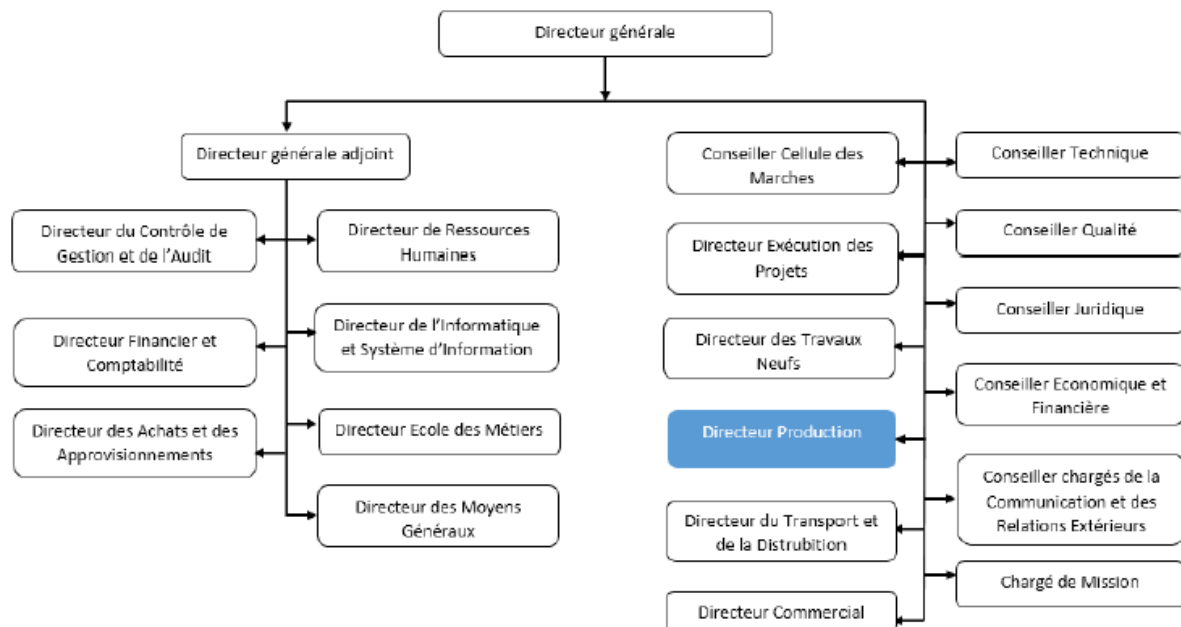 Directeur générale
Directeur générale adjoint
Directeur du Contrôle de
Gestion et de l'Audit
Directeur de Ressources
Humaines
Directeur Financier et
Comptabilité
Directeur de l'Informatique
et Système d'Information
Directeur des Achats et des
Approvisionnements
Directeur Ecole des Métiers
Directeur des Moyens
Généraux
Conseiller Cellule des
Marches
Conseiller Technique
Directeur Exécution des
Projets
Conseiller Qualité
Directeur des Travaux
Neufs
Conseiller Juridique
Directeur Production
Conseiller Economique et
Financière
Directeur du Transport et
de la Distrubition
Conseiller chargés de la
Communication et des
Relations Extérieurs
Directeur Commercial
Chargé de Mission